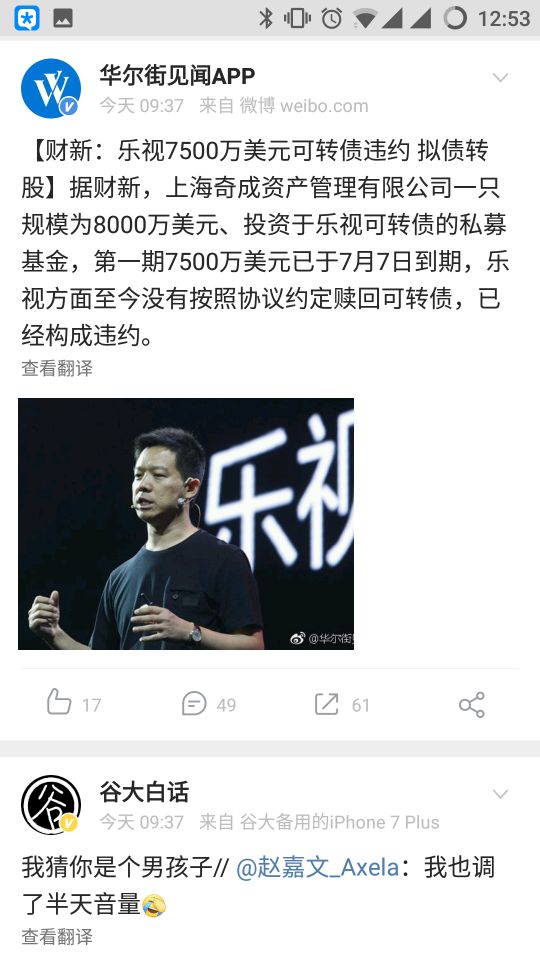 12:53
华尔街见闻APP
今天 09:37 来自 微博 weibo.com
【财新：乐视7500万美元可转债违约 拟债转
股】据财新，上海奇成资产管理有限公司一只
规模为8000万美元、投资于乐视可转债的私募
基金，第一期7500万美元已于7月7日到期，乐
视方面至今没有按照协议约定赎回可转债，已
经构成违约。
查看翻译
乐视
@华尔街
17 49 61
谷
谷大白话
今天 09:37 来自 谷大备用的iPhone 7 Plus
我猜你是个男孩子// @赵嘉文_Axela：我也调
了半天音量🤣
查看翻译